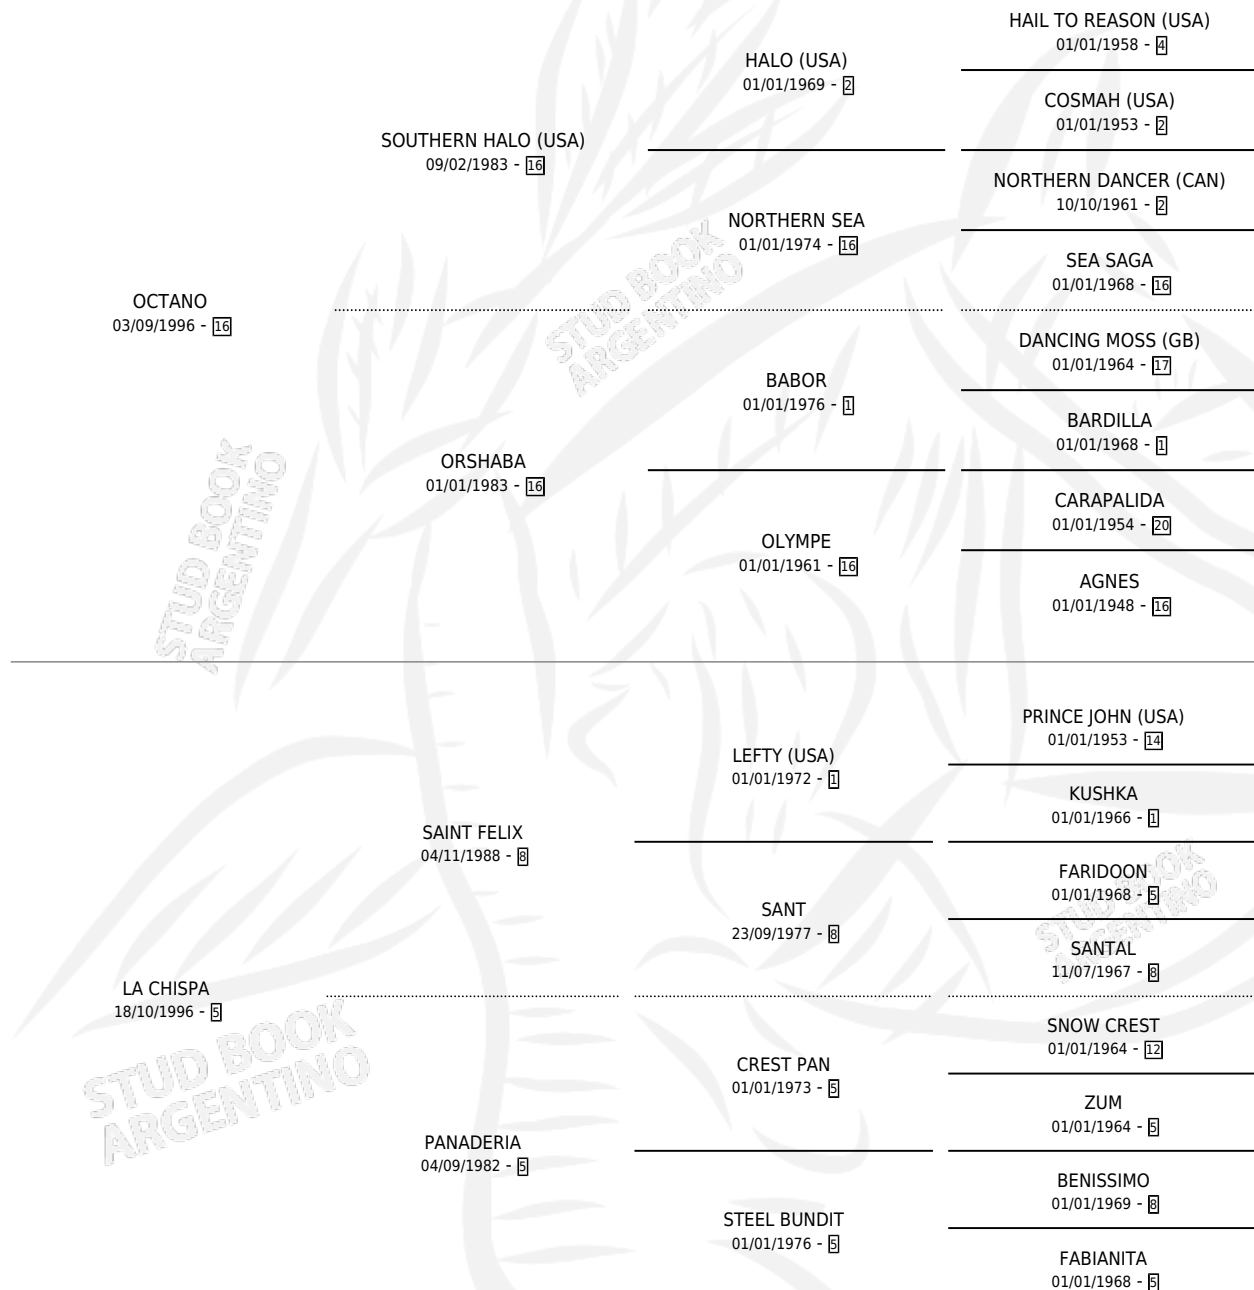 HAIL TO REASON (USA)
01/01/1958 - 4
HALO (USA)
01/01/1969 - 2
COSMAH (USA)
01/01/1953 - 2
SOUTHERN HALO (USA)
09/02/1983 - 16
NORTHERN DANCER (CAN)
10/10/1961 - 2
NORTHERN SEA
01/01/1974 - 16
SEA SAGA
01/01/1968 - 16
OCTANO
03/09/1996 - 16
DANCING MOSS (GB)
01/01/1964 - 17
BABOR
01/01/1976 - 1
BARDILLA
01/01/1968 - 1
ORSHABA
01/01/1983 - 16
CARAPALIDA
01/01/1954 - 20
OLYMPE
01/01/1961 - 16
AGNES
01/01/1948 - 16
STUD BOOK
ARGENTINO
STUD BOOK
ARGENTINO
PRINCE JOHN (USA)
01/01/1953 - 14
LEFTY (USA)
01/01/1972 - 1
KUSHKA
01/01/1966 - 1
SAINT FELIX
04/11/1988 - 8
FARIDOON
01/01/1968 - 5
SANT
23/09/1977 - 8
SANTAL
11/07/1967 - 8
STUD BOOK
ARGENTINO
LA CHISPA
18/10/1996 - 5
SNOW CREST
01/01/1964 - 12
CREST PAN
01/01/1973 - 5
ZUM
01/01/1964 - 5
STUD BOOK
ARGENTINO
PANADERIA
04/09/1982 - 5
BENISSIMO
01/01/1969 - 8
STEEL BUNDIT
01/01/1976 - 5
FABIANITA
01/01/1968 - 5